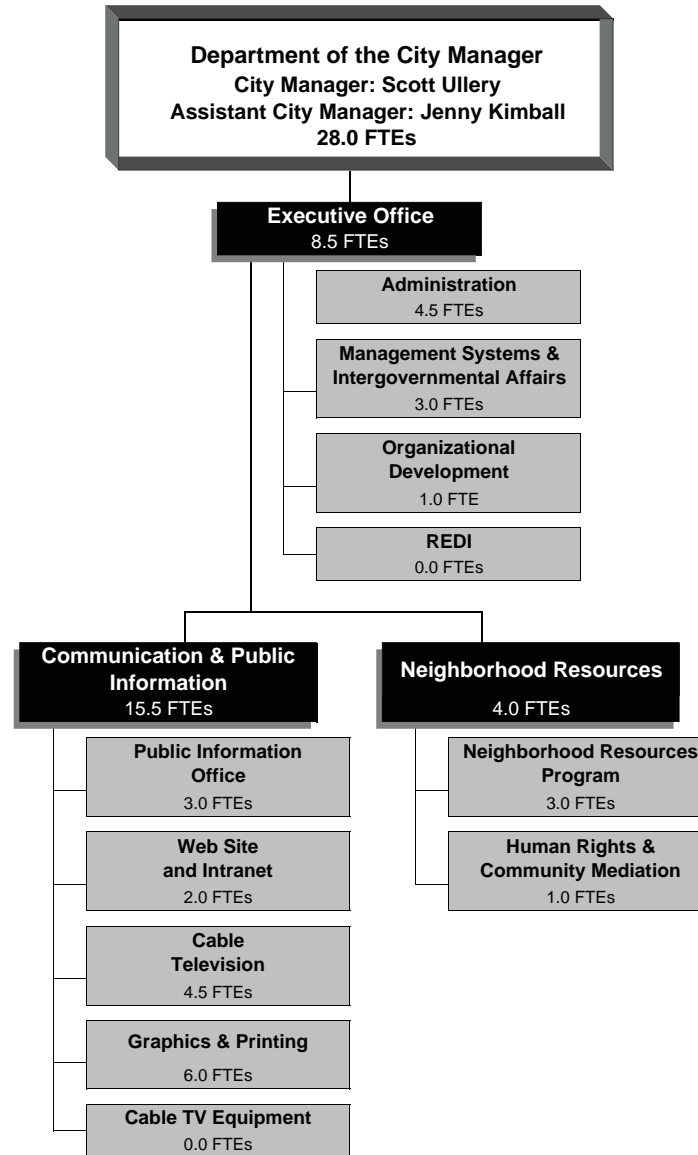 Department of the City Manager
City Manager: Scott Ullery
Assistant City Manager: Jenny Kimball
28.0 FTEs
Executive Office
8.5 FTEs
Administration
4.5 FTEs
Management Systems &
Intergovernmental Affairs
3.0 FTEs
Organizational
Development
1.0 FTE
REDI
0.0 FTEs
Communication & Public
Information
15.5 FTEs
Public Information
Office
3.0 FTEs
Web Site
and Intranet
2.0 FTEs
Cable
Television
4.5 FTEs
Graphics & Printing
6.0 FTEs
Cable TV Equipment
0.0 FTEs
Neighborhood Resources
4.0 FTEs
Neighborhood Resources
Program
3.0 FTEs
Human Rights &
Community Mediation
1.0 FTEs